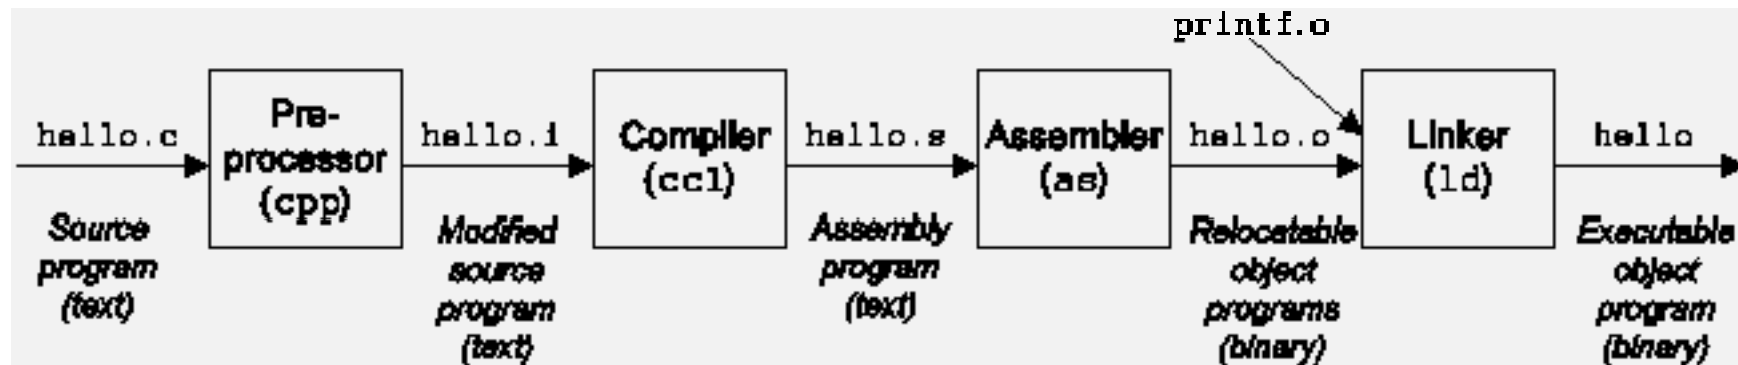 printf.o
hello.c
Pre-
processor
(cpp)
hello.i
Compiler
(cc1)
hello.s
Assembler
(as)
hello.o
Linker
(ld)
hello
Source
program
(text)
Modified
source
program
(text)
Assembly
program
(text)
Relocatable
object
programs
(binary)
Executable
object
program
(binary)